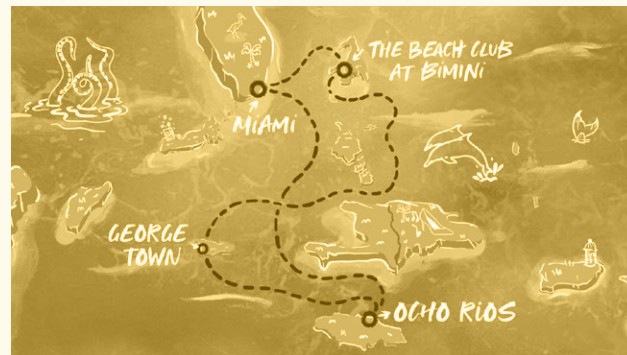 THE BEACH CLUB
AT BIMINI
MIAMI
GEORGE
TOWN
OCHO RIOS